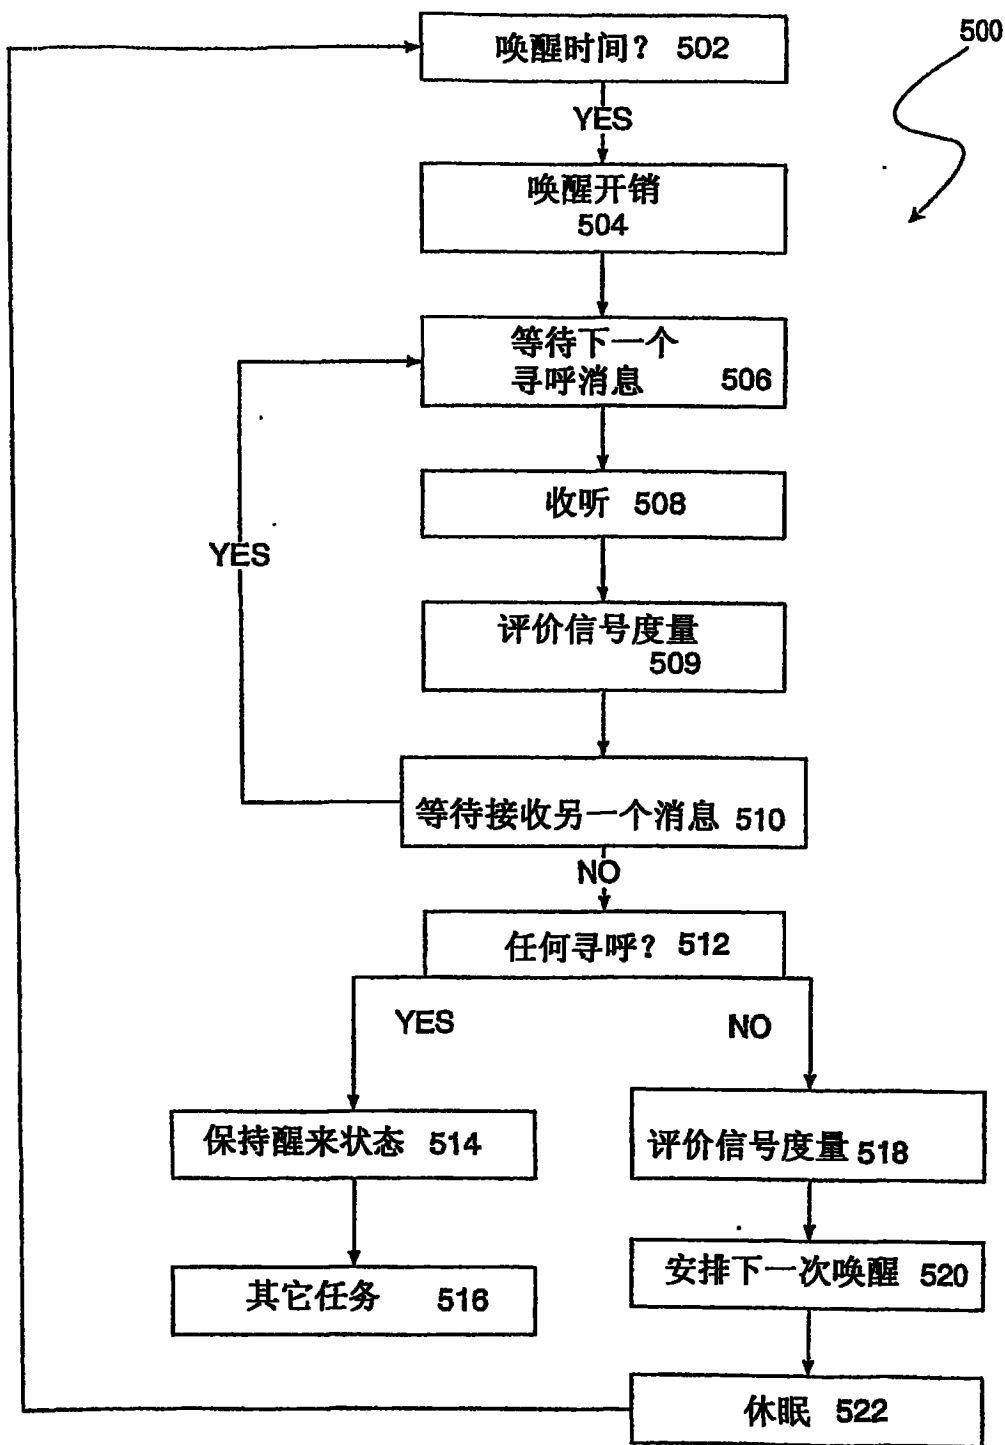 唤醒时间? 502
500
YES
唤醒开销
504
等待下一个
寻呼消息 506
收听 508
YES
评价信号度量
509
等待接收另一个消息 510
NO
任何寻呼? 512
YES
NO
保持醒来状态 514
评价信号度量 518
其它任务 516
安排下一次唤醒 520
休眠 522